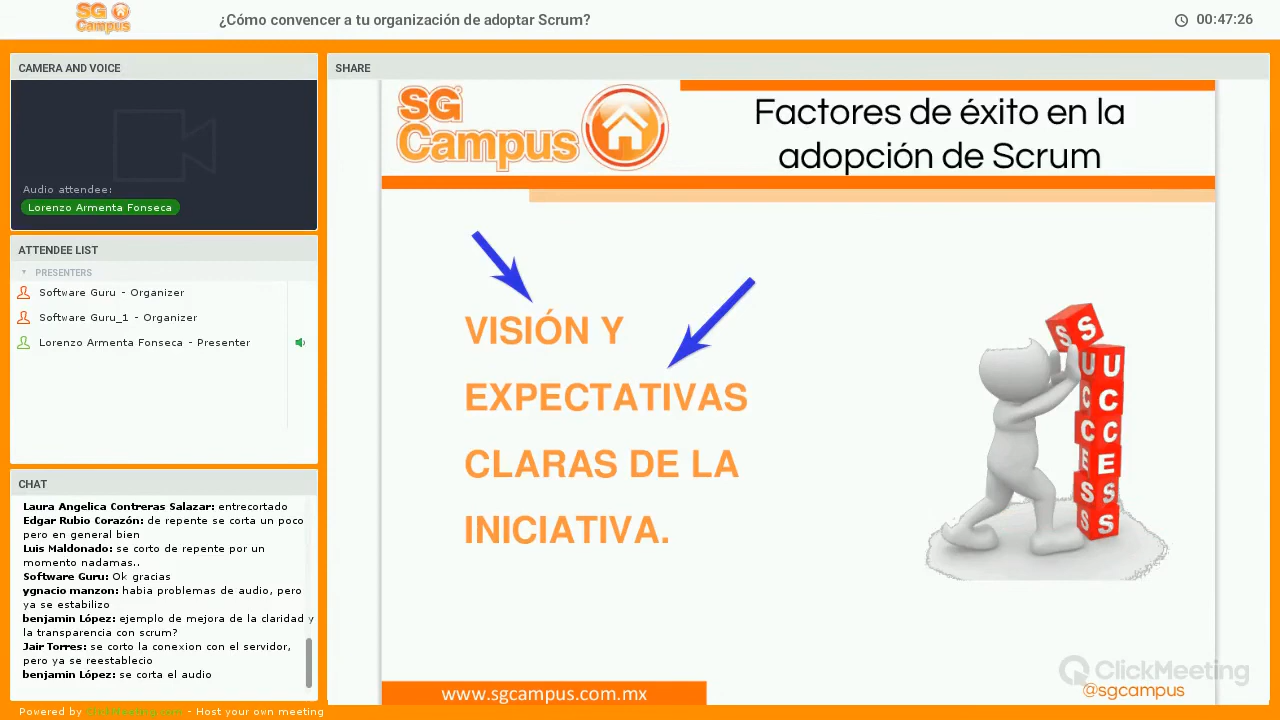 SG Campus
¿Cómo convencer a tu organización de adoptar Scrum?
00:47:26
CAMERA AND VOICE
Audio attendee:
Lorenzo Armenta Fonseca
ATTENDEE LIST
PRESENTERS
Software Guru - Organizer
Software Guru_1 - Organizer
Lorenzo Armenta Fonseca - Presenter
CHAT
Laura Angelica Contreras Salazar: entrecortado
Edgar Rubio Corazón: de repente se corta un poco
pero en general bien
Luis Maldonado: se corto de repente por un
momento nadamas..
Software Guru: Ok gracias
ygnacio manzon: habia problemas de audio, pero
ya se estabilizo
benjamin López: ejemplo de mejora de la claridad y
la transparencia con scrum?
Jair Torres: se corto la conexion con el servidor,
pero ya se reestablecio
benjamin López: se corta el audio
Powered by - Host your own meeting
SHARE
SG
Campus
Factores de éxito en la
adopción de Scrum
VISIÓN Y
EXPECTATIVAS
CLARAS DE LA
INICIATIVA.
SUCCESS
SUCCESS
www.sgcampus.com.mx
ClickMeeting
@sgcampus